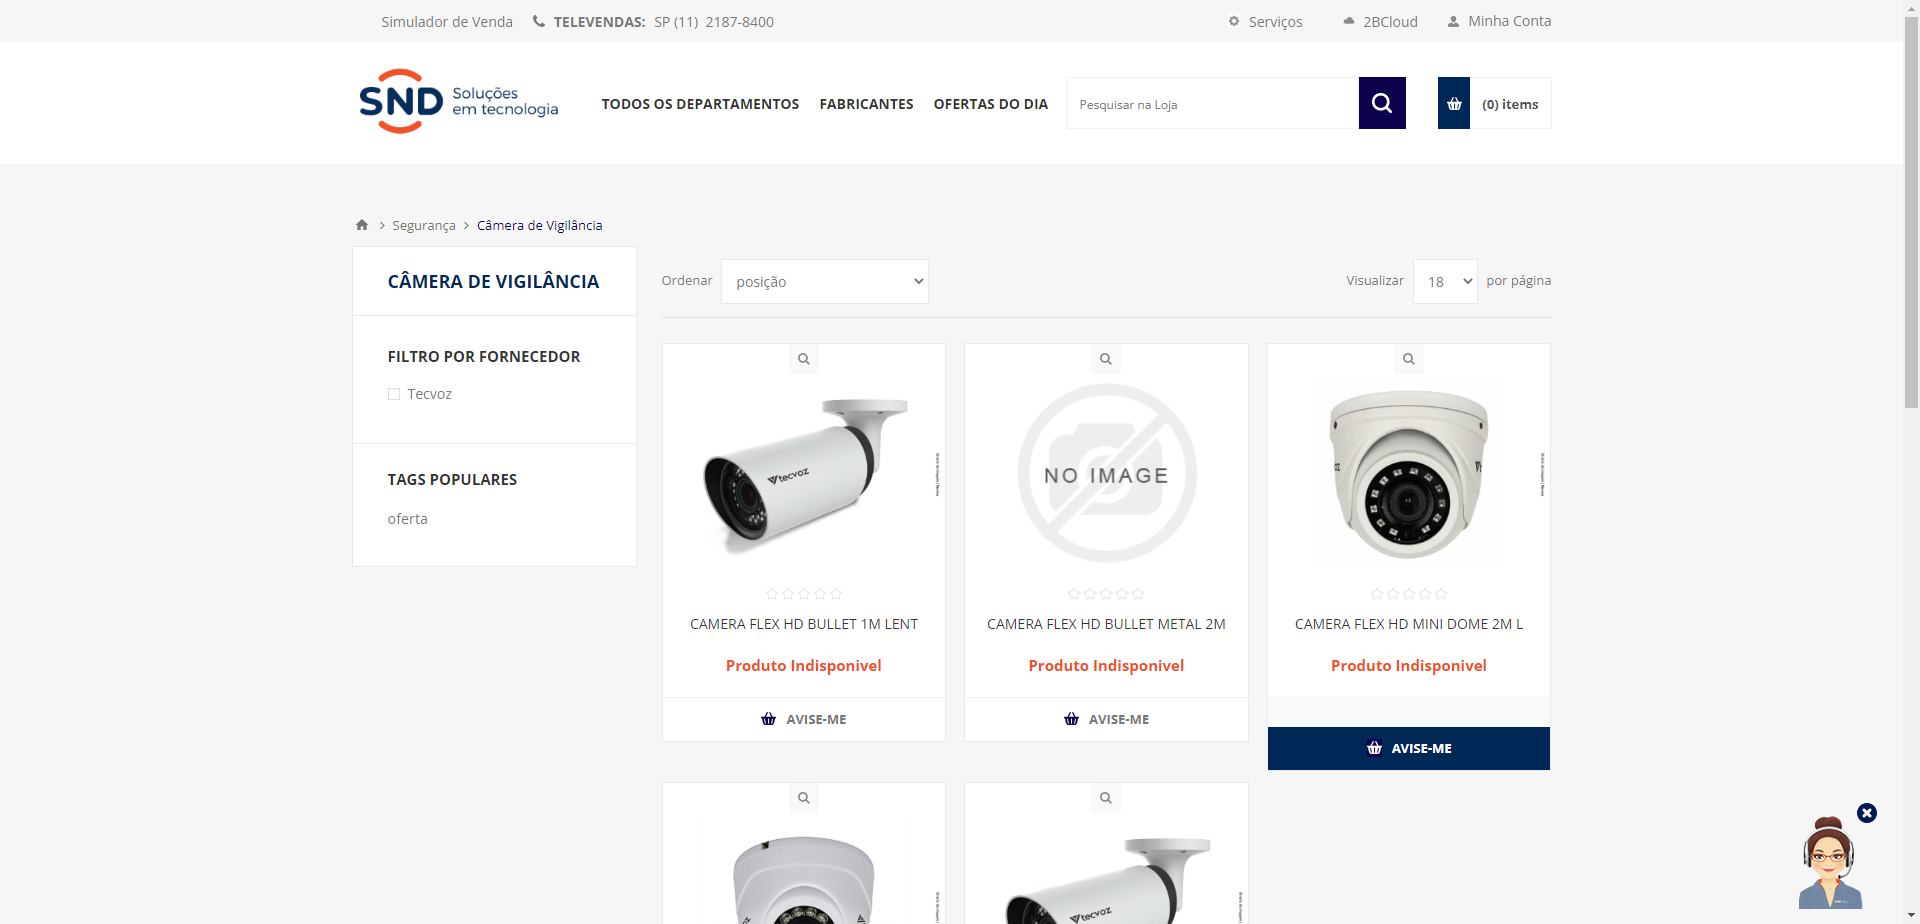 Simulador de Venda TELEVENDAS: SP (11) 2187-8400 Serviços 2BCloud Minha Conta
SND Soluções em tecnologia
TODOS OS DEPARTAMENTOS FABRICANTES OFERTAS DO DIA Pesquisar na Loja (0) items
Segurança Câmera de Vigilância
CÂMERA DE VIGILÂNCIA
FILTRO POR FORNECEDOR
Tecvoz
TAGS POPULARES
oferta
Ordenar posição Visualizar 18 por página
tecvoz
NO IMAGE
CAMERA FLEX HD BULLET 1M LENT
Produto Indisponivel
AVISE-ME
CAMERA FLEX HD BULLET METAL 2M
Produto Indisponivel
AVISE-ME
CAMERA FLEX HD MINI DOME 2M L
Produto Indisponivel
AVISE-ME
tecvoz